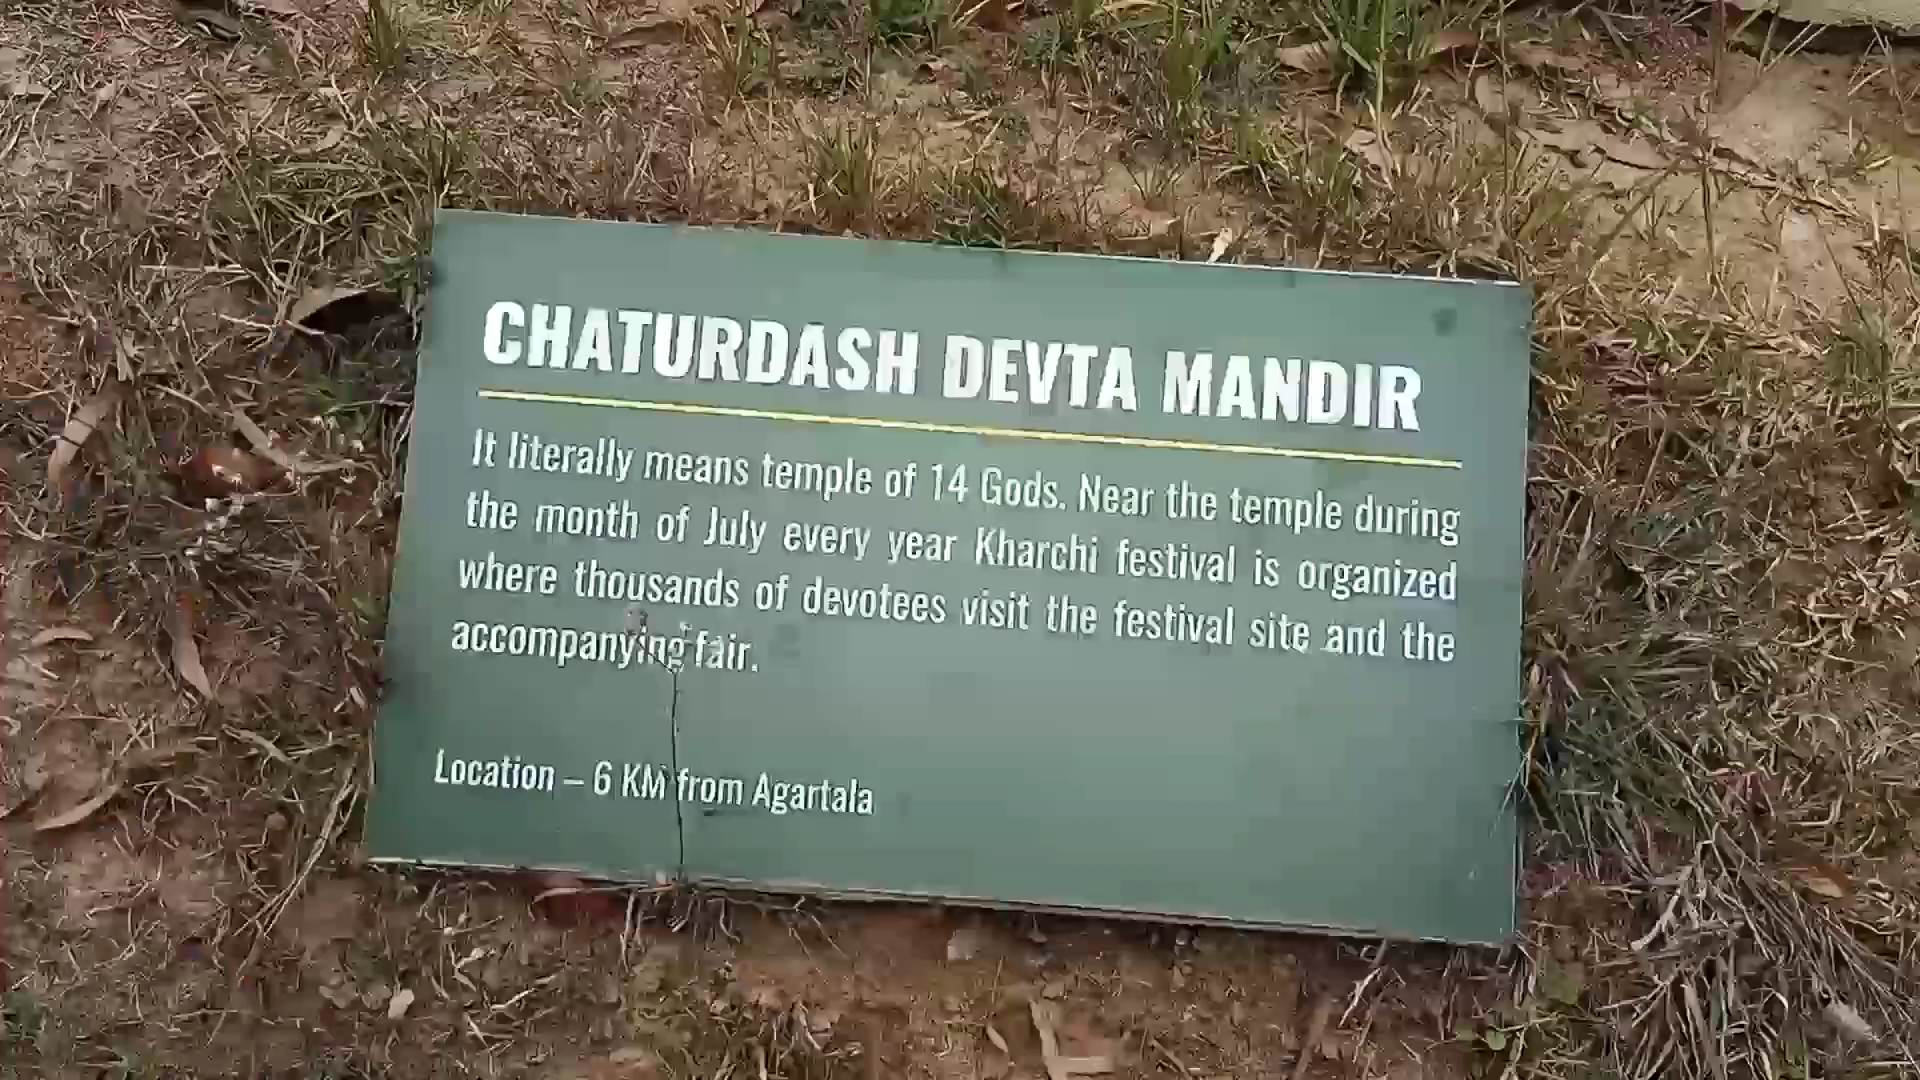 CHATURDASH DEVTA MANDIR
It literally means temple of 14 Gods. Near the temple during
the month of July every year Kharchi festival is organized
where thousands of devotees visit the festival site and the
accompanying fair.
Location – 6 KM from Agartala